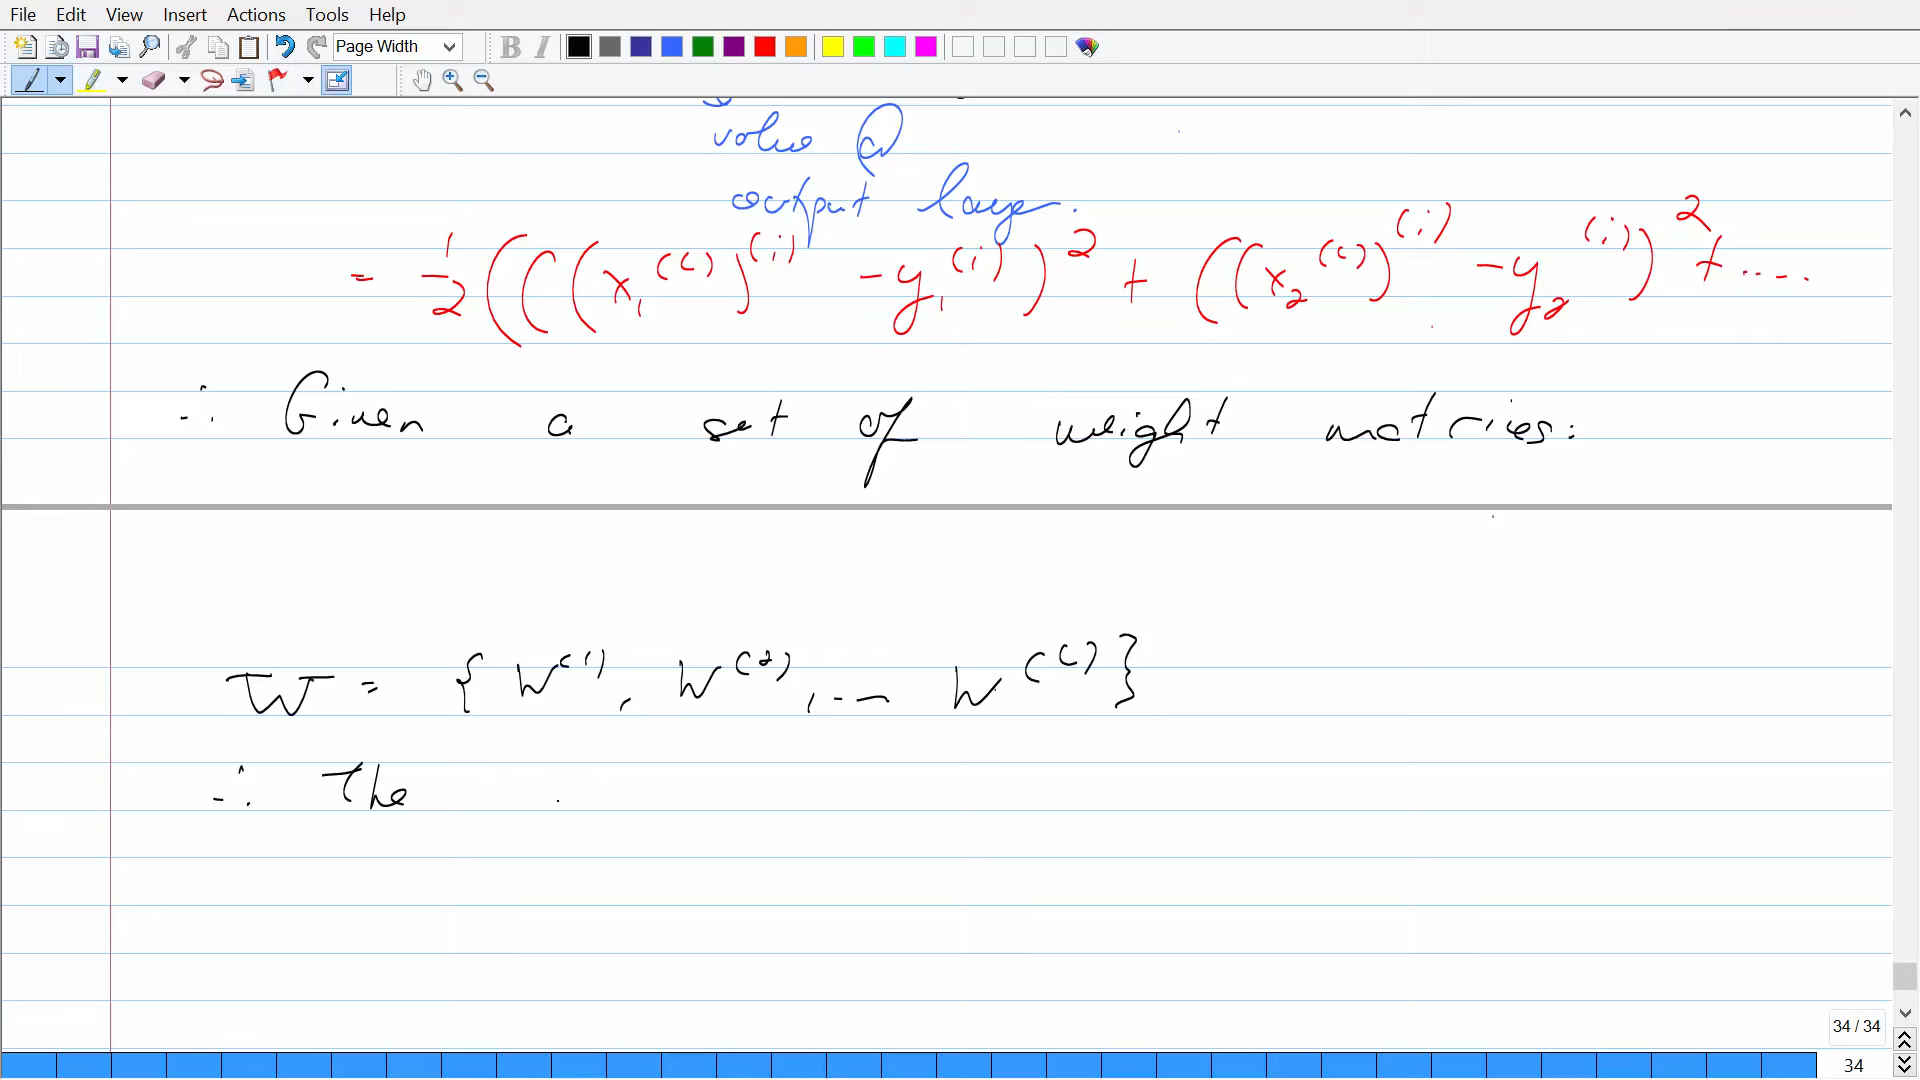 File Edit View Insert Actions Tools Help
Page Width B I
value @
output layer.
= 1/2 (((x₁^(L))^(i) - y₁^(i))² + ((x₂^(L))^(i) - y₂^(i))² + ....
∴ Given a set of weight matrices:
W = { W^(1), W^(2), ... W^(L) }
∴ The
34 / 34
34